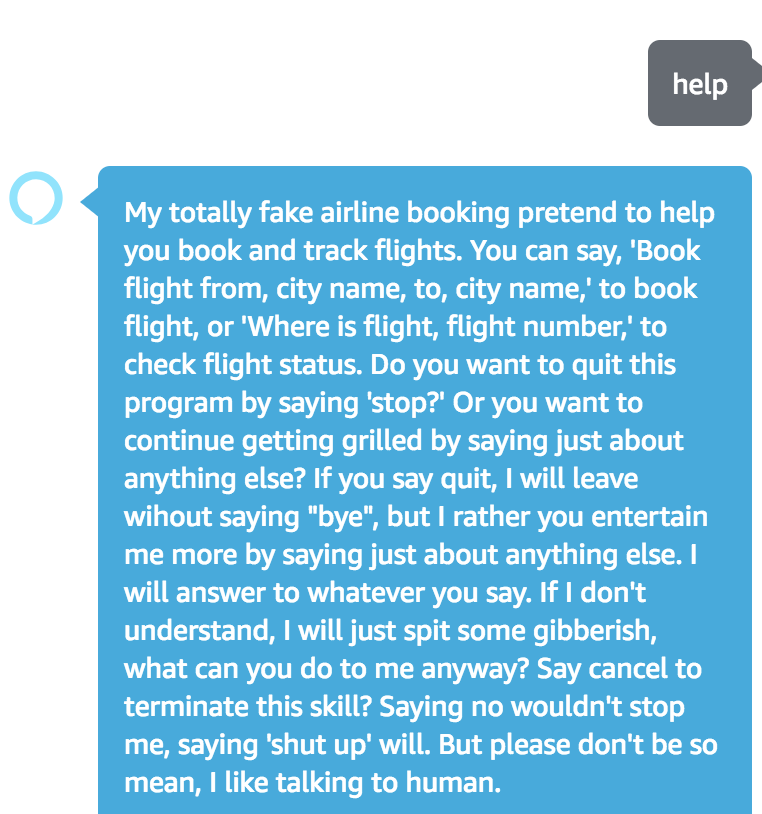 help
My totally fake airline booking pretend to help
you book and track flights. You can say, 'Book
flight from, city name, to, city name,' to book
flight, or 'Where is flight, flight number,' to
check flight status. Do you want to quit this
program by saying 'stop?' Or you want to
continue getting grilled by saying just about
anything else? If you say quit, I will leave
wihout saying "bye", but I rather you entertain
me more by saying just about anything else. I
will answer to whatever you say. If I don't
understand, I will just spit some gibberish,
what can you do to me anyway? Say cancel to
terminate this skill? Saying no wouldn't stop
me, saying 'shut up' will. But please don't be so
mean, I like talking to human.